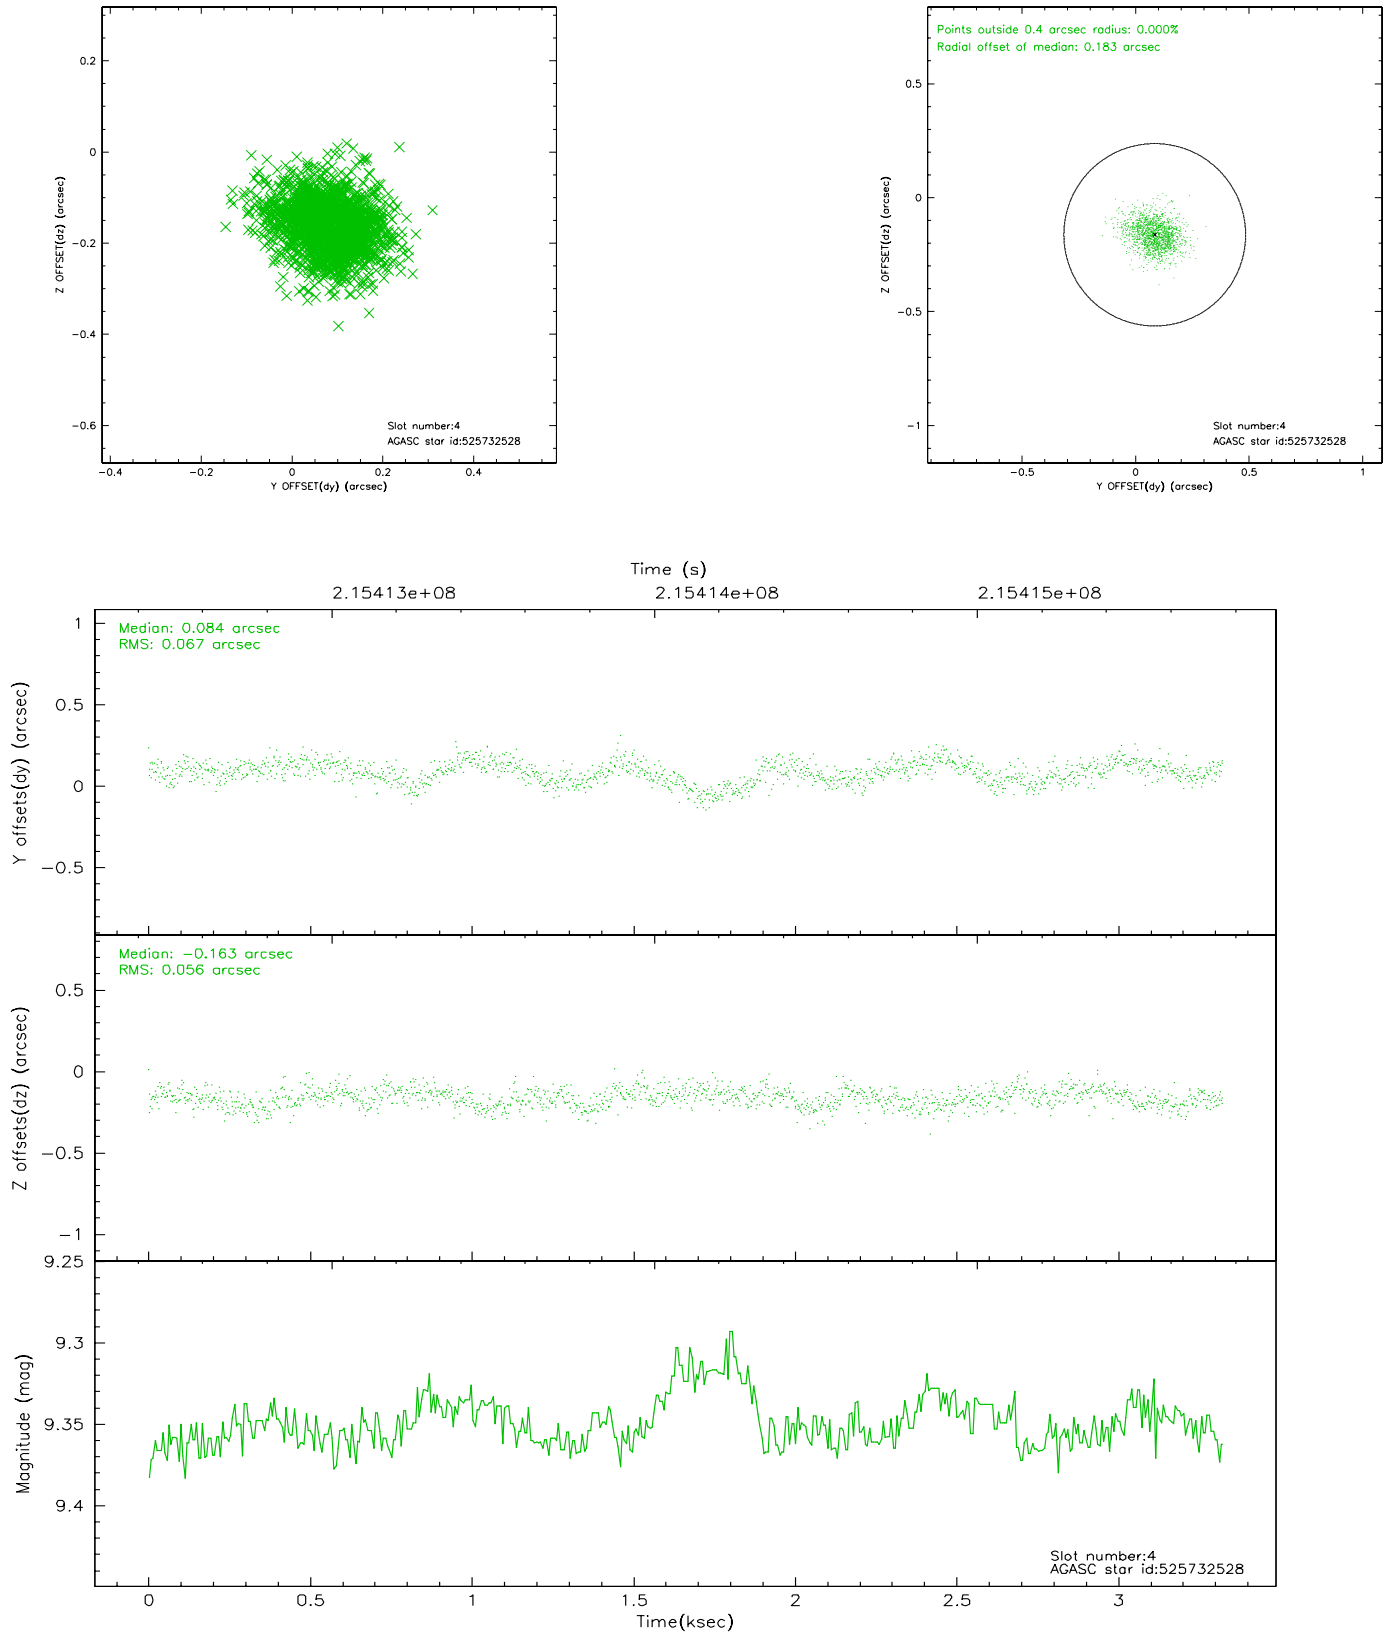 0.2
0
−0.2
−0.4
−0.6
Z OFFSET(dz) (arcsec)
Slot number:4
AGASC star id:525732528
−0.4
−0.2
0
0.2
0.4
Y OFFSET(dy) (arcsec)
Points outside 0.4 arcsec radius: 0.000%
Radial offset of median: 0.183 arcsec
0.5
0
−0.5
−1
Z OFFSET(dz) (arcsec)
Slot number:4
AGASC star id:525732528
−0.5
0
0.5
1
Y OFFSET(dy) (arcsec)
Time (s)
2.15413e+08
2.15414e+08
2.15415e+08
Median: 0.084 arcsec
RMS: 0.067 arcsec
1
0.5
0
−0.5
Y offsets(dy) (arcsec)
Median: −0.163 arcsec
RMS: 0.056 arcsec
0.5
0
−0.5
−1
Z offsets(dz) (arcsec)
9.25
9.3
9.35
9.4
Magnitude (mag)
Slot number:4
AGASC star id:525732528
0
0.5
1
1.5
2
2.5
3
Time(ksec)